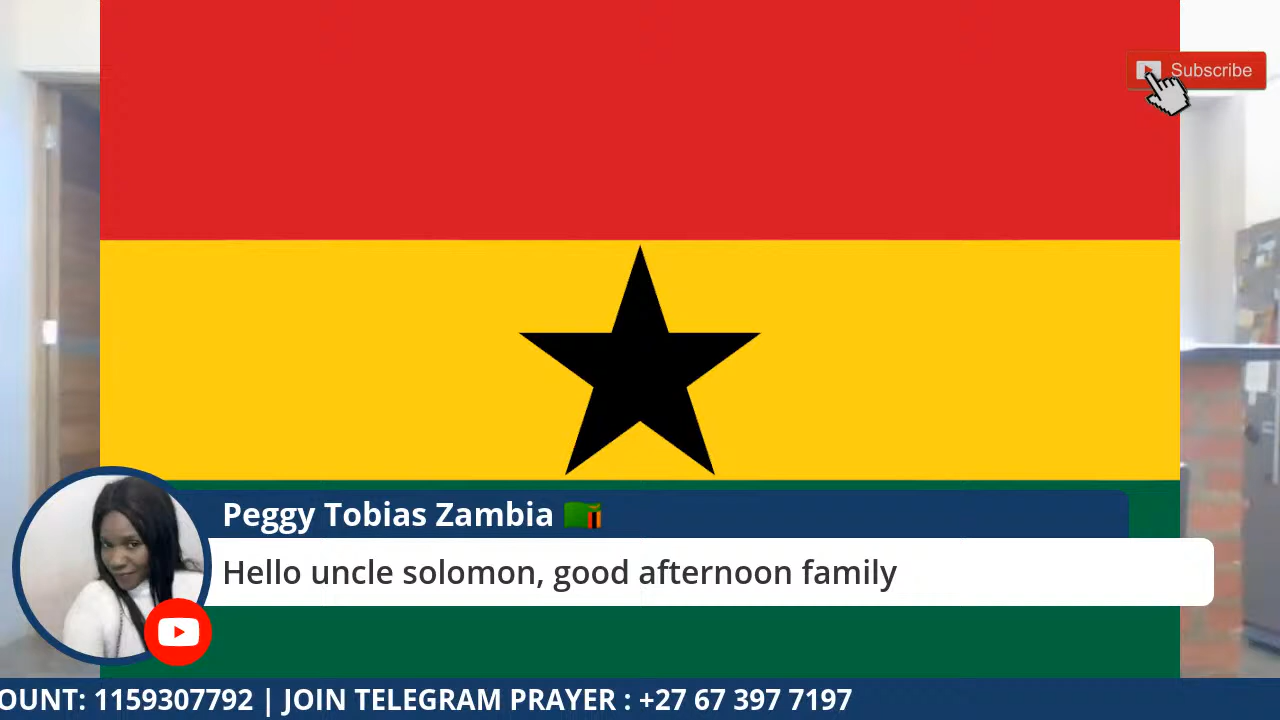 Subscribe
Peggy Tobias Zambia 🇿🇲
Hello uncle solomon, good afternoon family
OUNT: 1159307792 | JOIN TELEGRAM PRAYER : +27 67 397 7197